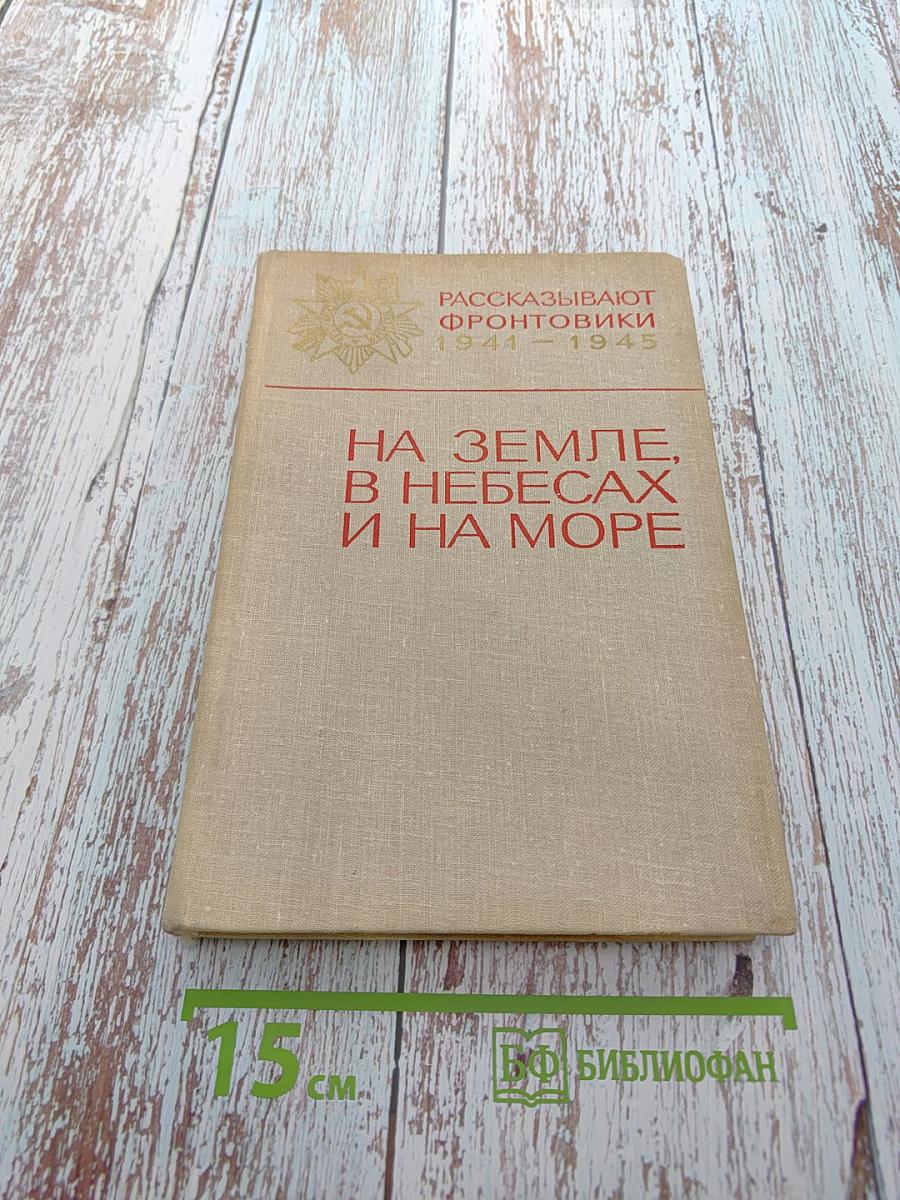 РАССКАЗЫВАЮТ
ФРОНТОВИКИ
1941 – 1945
НА ЗЕМЛЕ,
В НЕБЕСАХ
И НА МОРЕ
15 см
БФ БИБЛИОФАН